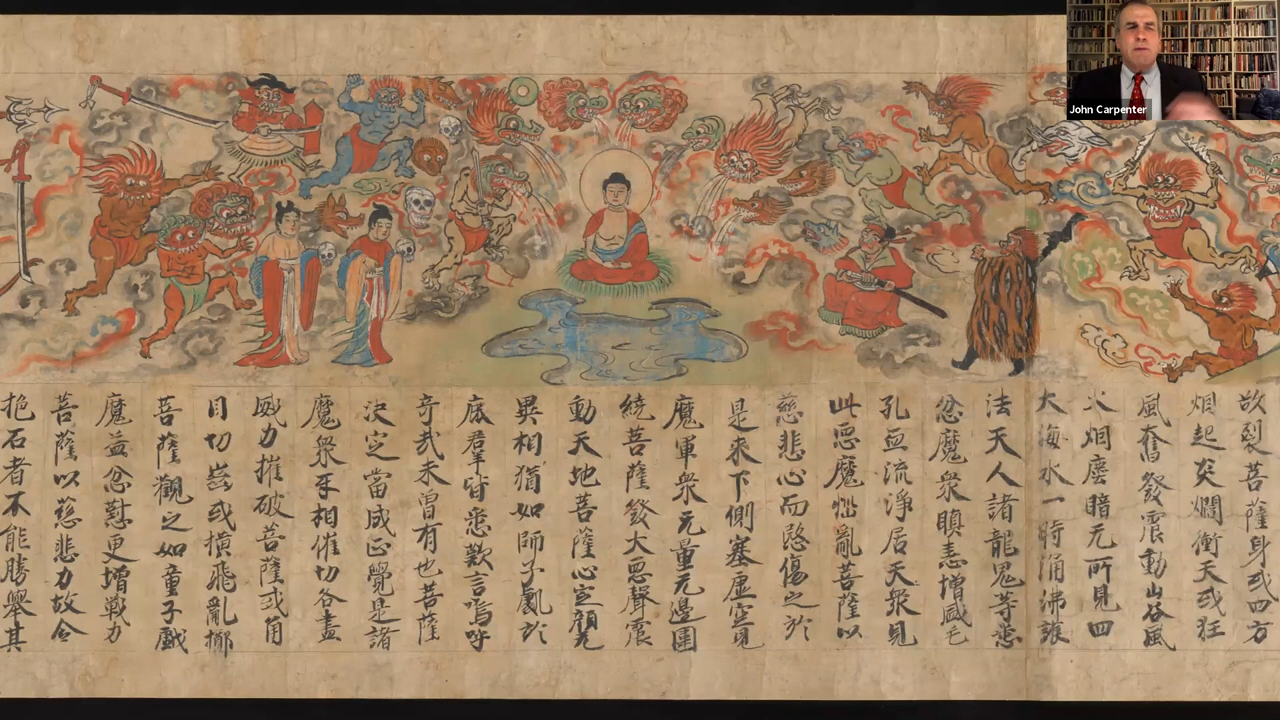 John Carpenter
故裂菩薩身或四方
烟起炎爛衝天或狂
風奮發震動山谷風
火烟塵暗无所見四
大海水一時涌沸護
法天人諸龍鬼等悉
忿魔衆瞋恚增盛毛
孔血流淨居天衆見
此惡魔惱亂菩薩以
慈悲心而愍傷之於
是來下側塞虛空見
魔軍衆无量无邊圍
繞菩薩發大惡聲震
動天地菩薩心定顏无
異相猶如師子處於
鹿群皆悉歎言嗚呼
奇哉未曾有也菩薩
決定當成正覺是諸
魔衆互相催切各盡
威力摧破菩薩或角
目切齒或橫飛亂擲
菩薩觀之如童子戲
魔益忿懟更增戰力
菩薩以慈悲力故令
抱石者不能勝舉其